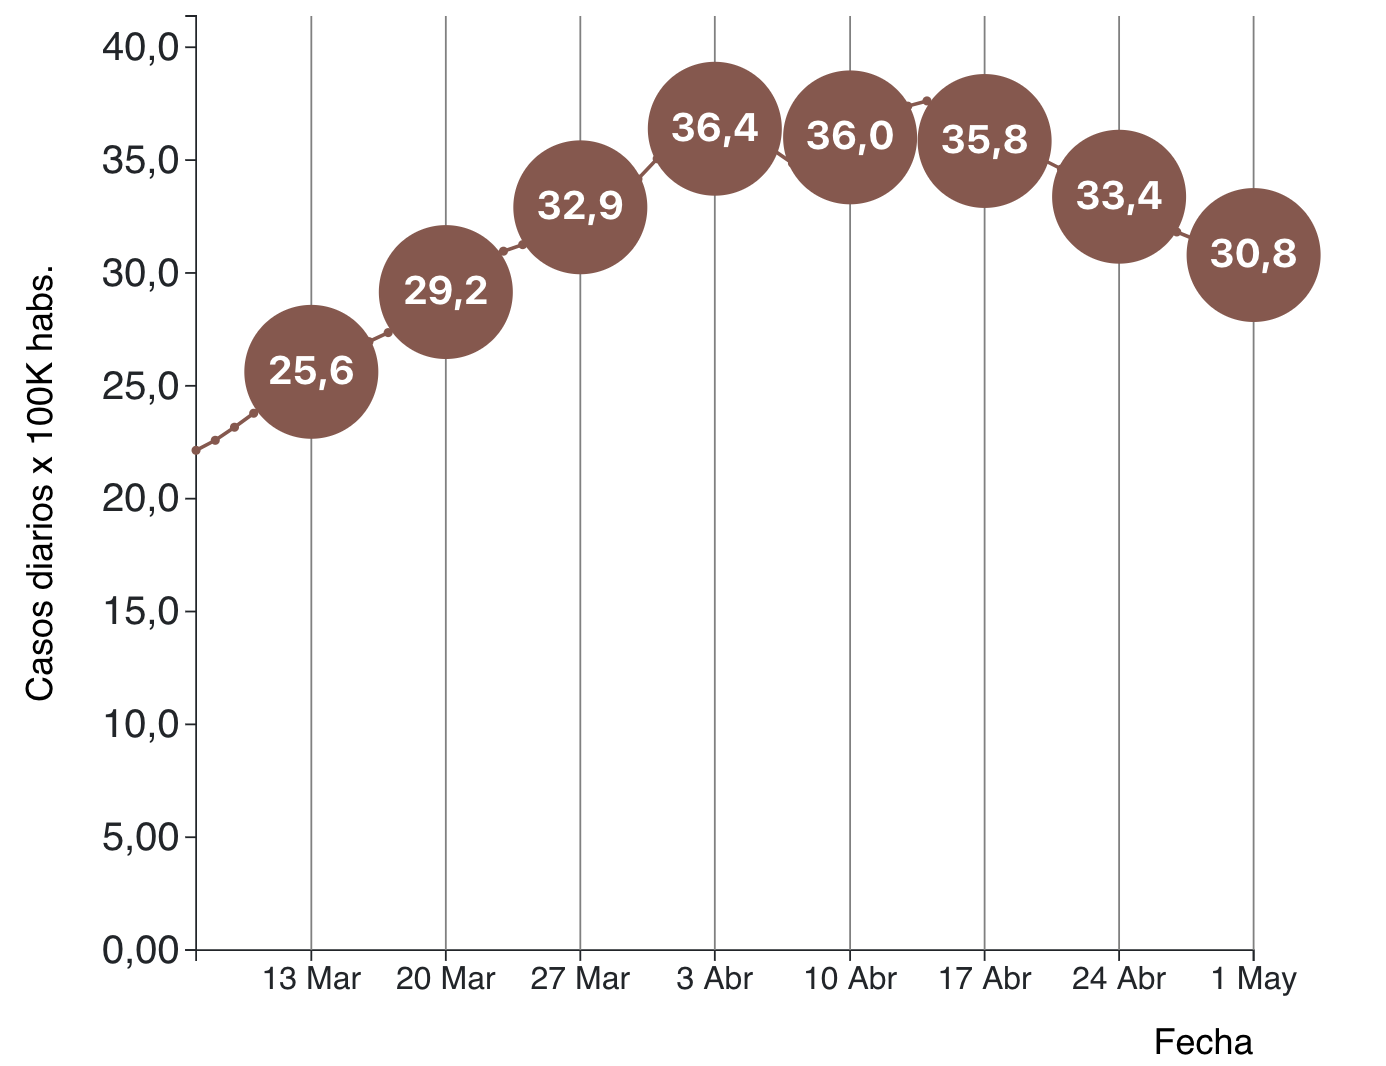 40,0
35,0
30,0
25,0
20,0
15,0
10,0
5,00
0,00
Casos diarios x 100K habs.
25,6
29,2
32,9
36,4
36,0
35,8
33,4
30,8
13 Mar
20 Mar
27 Mar
3 Abr
10 Abr
17 Abr
24 Abr
1 May
Fecha